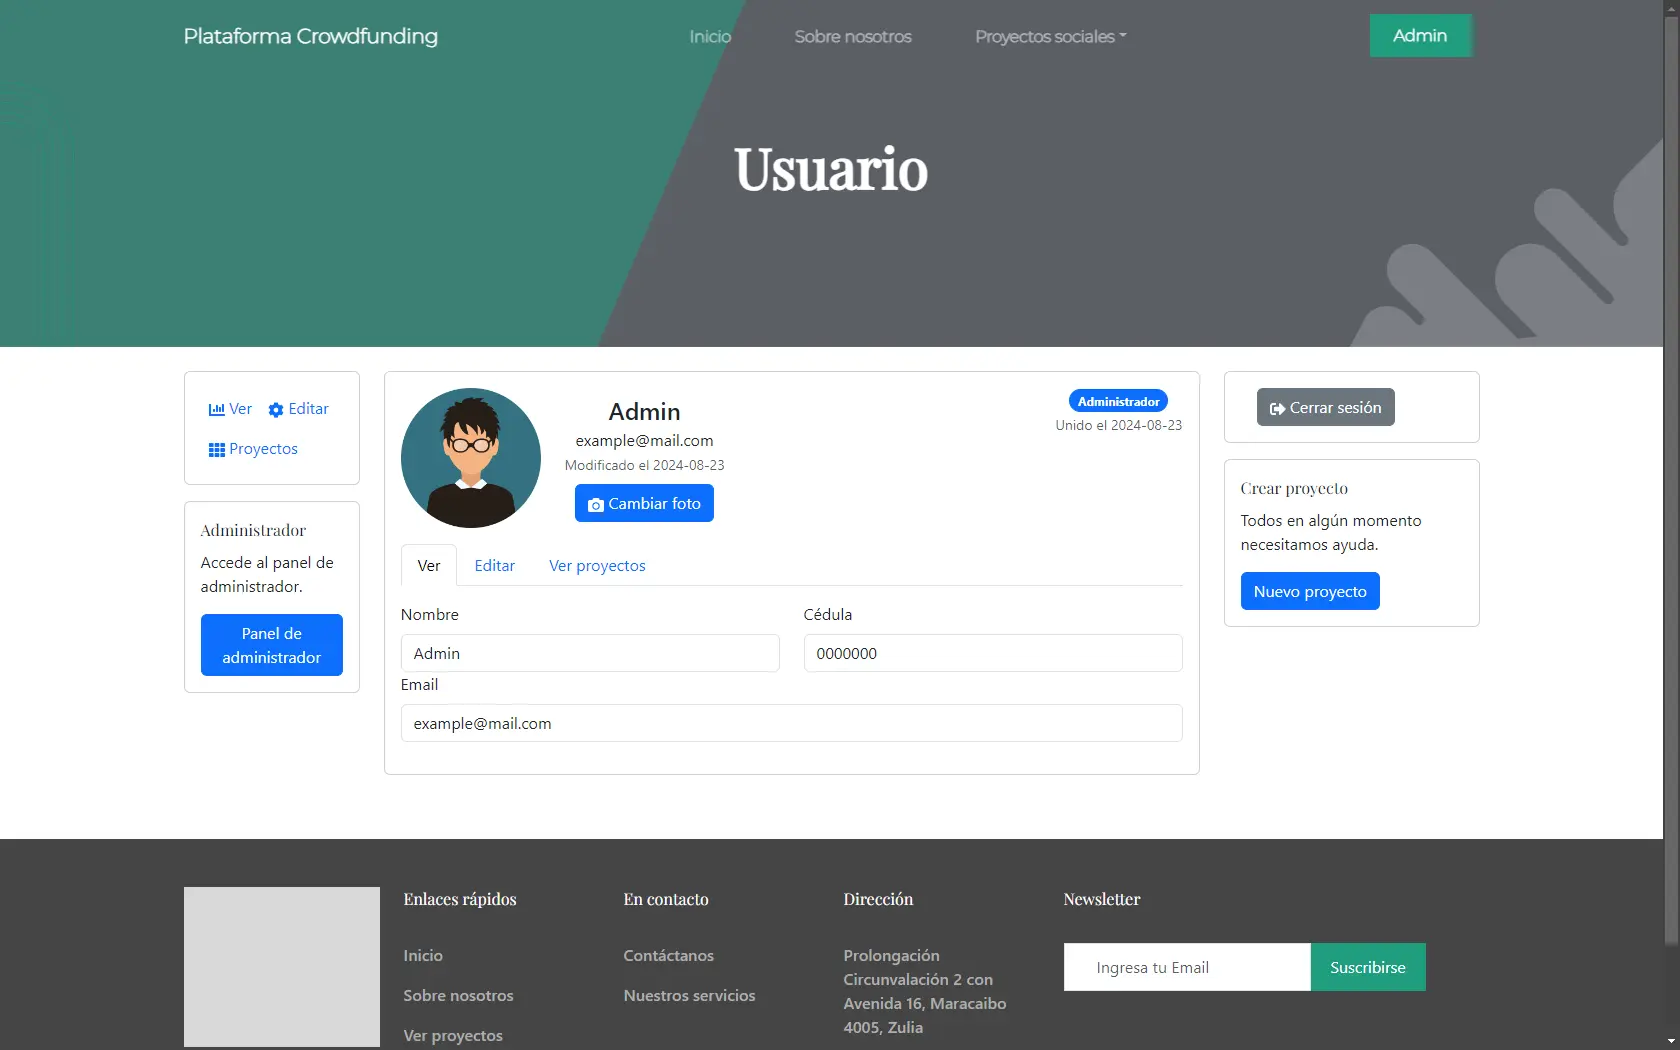 Plataforma Crowdfunding
Inicio
Sobre nosotros
Proyectos sociales
Admin
Usuario
Ver
Editar
Proyectos
Administrador
Accede al panel de
administrador.
Panel de
administrador
Admin
example@mail.com
Modificado el 2024-08-23
Cambiar foto
Administrador
Unido el 2024-08-23
Ver
Editar
Ver proyectos
Nombre
Admin
Cédula
0000000
Email
example@mail.com
Cerrar sesión
Crear proyecto
Todos en algún momento
necesitamos ayuda.
Nuevo proyecto
Enlaces rápidos
Inicio
Sobre nosotros
Ver proyectos
En contacto
Contáctanos
Nuestros servicios
Dirección
Prolongación
Circunvalación 2 con
Avenida 16, Maracaibo
4005, Zulia
Newsletter
Ingresa tu Email
Suscribirse